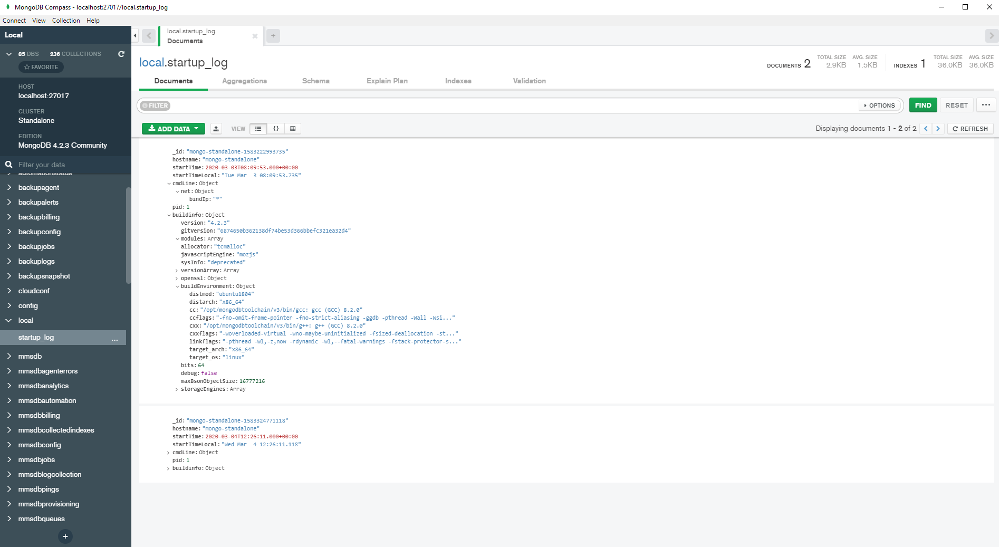 MongoDB Compass - localhost:27017/local.startup_log
Connect View Collection Help
Local
85 DBS 236 COLLECTIONS
FAVORITE
HOST
localhost:27017
CLUSTER
Standalone
EDITION
MongoDB 4.2.3 Community
Filter your data
automationstatus
backupagent
backupalerts
backupbilling
backupconfig
backupjobs
backuplogs
backupsnapshot
cloudconf
config
local
startup_log ...
mmsdb
mmsdbagenterrors
mmsdbanalytics
mmsdbautomation
mmsdbbilling
mmsdbcollectedindexes
mmsdbconfig
mmsdbjobs
mmsdblogcollection
mmsdbpings
mmsdbprovisioning
mmsdbqueues
+
local.startup_log
Documents
+
local.startup_log
DOCUMENTS 2 TOTAL SIZE 2.9KB AVG. SIZE 1.5KB INDEXES 1 TOTAL SIZE 36.0KB AVG. SIZE 36.0KB
Documents Aggregations Schema Explain Plan Indexes Validation
FILTER OPTIONS FIND RESET ...
ADD DATA VIEW {} Displaying documents 1 - 2 of 2 < > REFRESH
_id: "mongo-standalone-1583222993735"
hostname: "mongo-standalone"
startTime: 2020-03-03T08:09:53.000+00:00
startTimeLocal: "Tue Mar  3 08:09:53.735"
cmdLine: Object
net: Object
bindIp: "*"
pid: 1
buildinfo: Object
version: "4.2.3"
gitVersion: "6874650b362138df74be53d366bbefc321ea32d4"
modules: Array
allocator: "tcmalloc"
javascriptEngine: "mozjs"
sysInfo: "deprecated"
versionArray: Array
openssl: Object
buildEnvironment: Object
distmod: "ubuntu1804"
distarch: "x86_64"
cc: "/opt/mongodbtoolchain/v3/bin/gcc: gcc (GCC) 8.2.0"
ccflags: "-fno-omit-frame-pointer -fno-strict-aliasing -ggdb -pthread -Wall -Wsi..."
cxx: "/opt/mongodbtoolchain/v3/bin/g++: g++ (GCC) 8.2.0"
cxxflags: "-Woverloaded-virtual -Wno-maybe-uninitialized -fsized-deallocation -st..."
linkflags: "-pthread -Wl,-z,now -rdynamic -Wl,--fatal-warnings -fstack-protector-s..."
target_arch: "x86_64"
target_os: "linux"
bits: 64
debug: false
maxBsonObjectSize: 16777216
storageEngines: Array
_id: "mongo-standalone-1583324771118"
hostname: "mongo-standalone"
startTime: 2020-03-04T12:26:11.000+00:00
startTimeLocal: "Wed Mar  4 12:26:11.118"
cmdLine: Object
pid: 1
buildinfo: Object